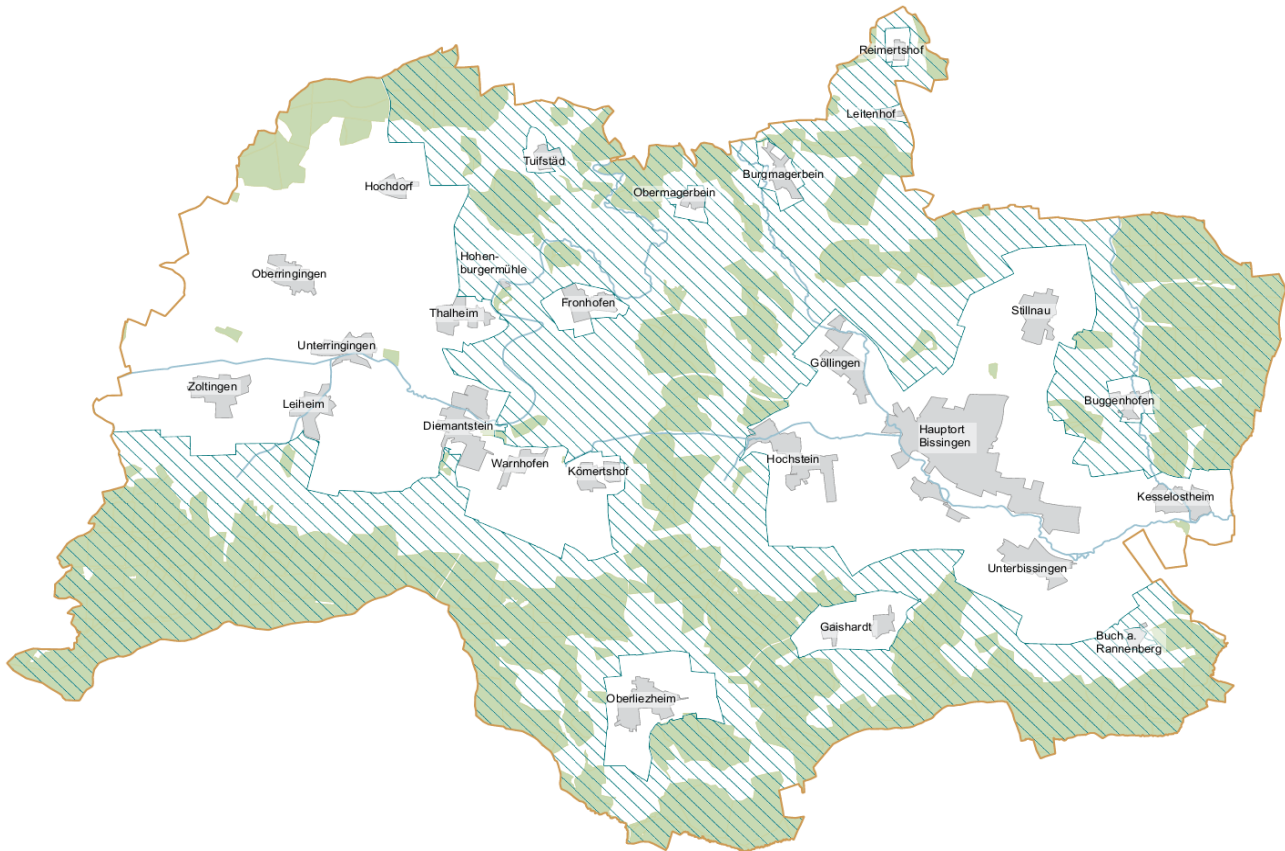 Reimertshof
Leitenhof
Tuifstäd
Burgmagerbein
Hochdorf
Obermagerbein
Hohen-
burgermühle
Oberringingen
Fronhofen
Thalheim
Stillnau
Unterringingen
Göllingen
Zoltingen
Leiheim
Buggenhofen
Diemantstein
Hauptort
Bissingen
Warnhofen
Kömertshof
Hochstein
Kesselostheim
Unterbissingen
Gaishardt
Buch a.
Rannenberg
Oberliezheim